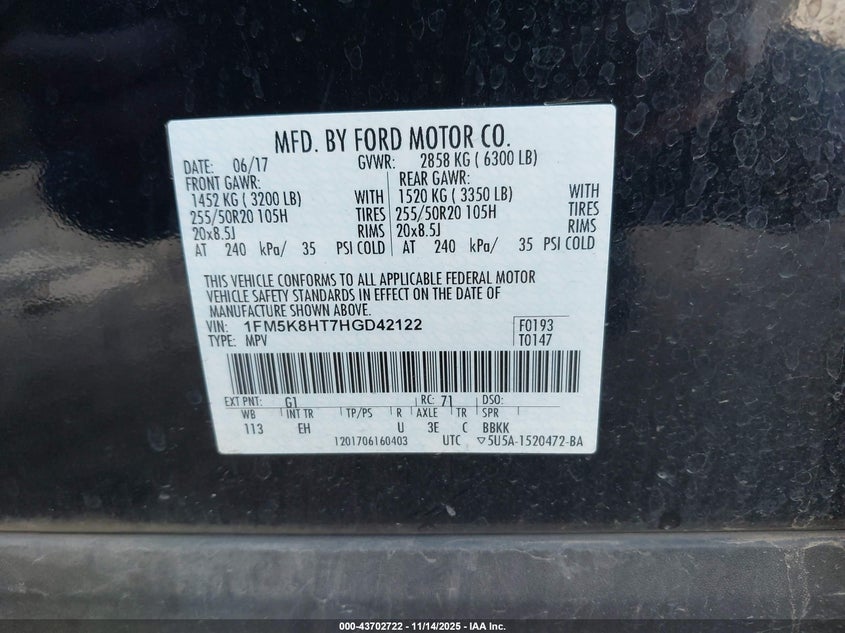 MFD. BY FORD MOTOR CO.
DATE: 06/17 GVWR: 2858 KG ( 6300 LB)
FRONT GAWR: REAR GAWR:
1452 KG ( 3200 LB) WITH 1520 KG ( 3350 LB) WITH
255/50R20 105H TIRES 255/50R20 105H TIRES
20x8.5J RIMS 20x8.5J RIMS
AT 240 kPa/ 35 PSI COLD AT 240 kPa/ 35 PSI COLD
THIS VEHICLE CONFORMS TO ALL APPLICABLE FEDERAL MOTOR
VEHICLE SAFETY STANDARDS IN EFFECT ON THE DATE OF
MANUFACTURE SHOWN ABOVE.
VIN: 1FM5K8HT7HGD42122 F0193
TYPE: MPV T0147
EXT PNT: G1 RC: 71 DSO:
WB INT TR TP/PS R AXLE TR SPR
113 EH U 3E C BBKK
1201706160403 UTC ▽5U5A-1520472-BA
000-43702722 | 11/14/2025 - IAA Inc.